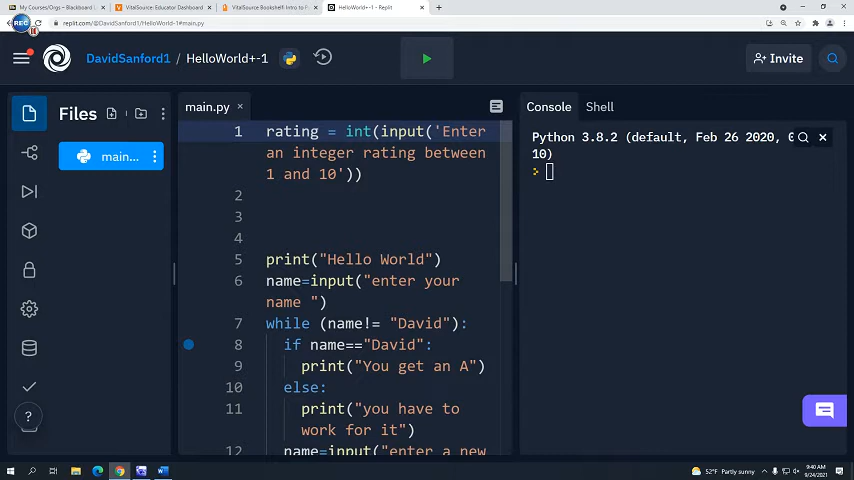 My Courses/Orgs – Blackboard L
VitalSource: Educator Dashboard
VitalSource Bookshelf: Intro to F
HelloWorld+-1 - Replit
REC
replit.com/@DavidSanford1/HelloWorld-1#main.py
DavidSanford1 / HelloWorld+-1
Invite
Files
main...
main.py
1 rating = int(input('Enter
an integer rating between
1 and 10'))
2
3
4
5 print("Hello World")
6 name=input("enter your
name ")
7 while (name!= "David"):
8 if name=="David":
9 print("You get an A")
10 else:
11 print("you have to
work for it")
12 name=input("enter a new
Console
Shell
Python 3.8.2 (default, Feb 26 2020, 0
10)
?
52°F Partly sunny
9:40 AM
9/24/2021